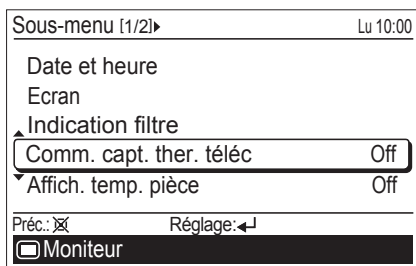 Sous-menu [1/2]▸ Lu 10:00
Date et heure
Ecran
Indication filtre
Comm. capt. ther. téléc Off
Affich. temp. pièce Off
Préc.: Réglage:
Moniteur